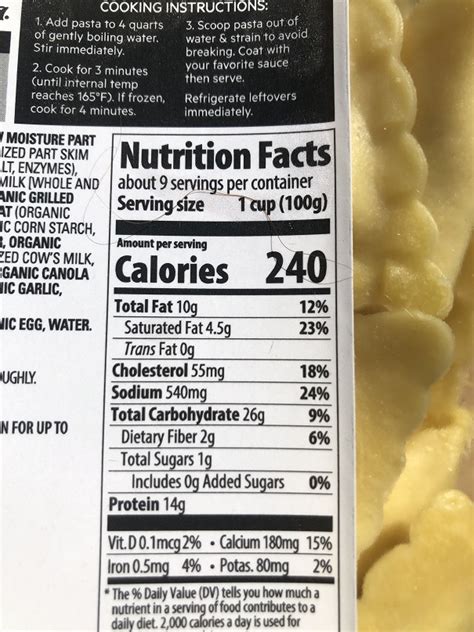 COOKING INSTRUCTIONS:
1. Add pasta to 4 quarts
of gently boiling water.
Stir immediately.
2. Cook for 3 minutes
(until internal temp
reaches 165°F). If frozen,
cook for 4 minutes.
3. Scoop pasta out of
water & strain to avoid
breaking. Coat with
your favorite sauce
then serve.
Refrigerate leftovers
immediately.
MOISTURE PART
IZED PART SKIM
LT, ENZYMES),
MILK [WHOLE AND
ANIC GRILLED
AT (ORGANIC
IC CORN STARCH,
, ORGANIC
ZED COW'S MILK,
GANIC CANOLA
IC GARLIC,
IC EGG, WATER.
UGHLY.
N FOR UP TO
Nutrition Facts
about 9 servings per container
Serving size 1 cup (100g)
Amount per serving
Calories 240
Total Fat 10g 12%
Saturated Fat 4.5g 23%
Trans Fat 0g
Cholesterol 55mg 18%
Sodium 540mg 24%
Total Carbohydrate 26g 9%
Dietary Fiber 2g 6%
Total Sugars 1g
Includes 0g Added Sugars 0%
Protein 14g
Vit. D 0.1mcg 2% • Calcium 180mg 15%
Iron 0.5mg 4% • Potas. 80mg 2%
* The % Daily Value (DV) tells you how much a
nutrient in a serving of food contributes to a
daily diet. 2,000 calories a day is used for